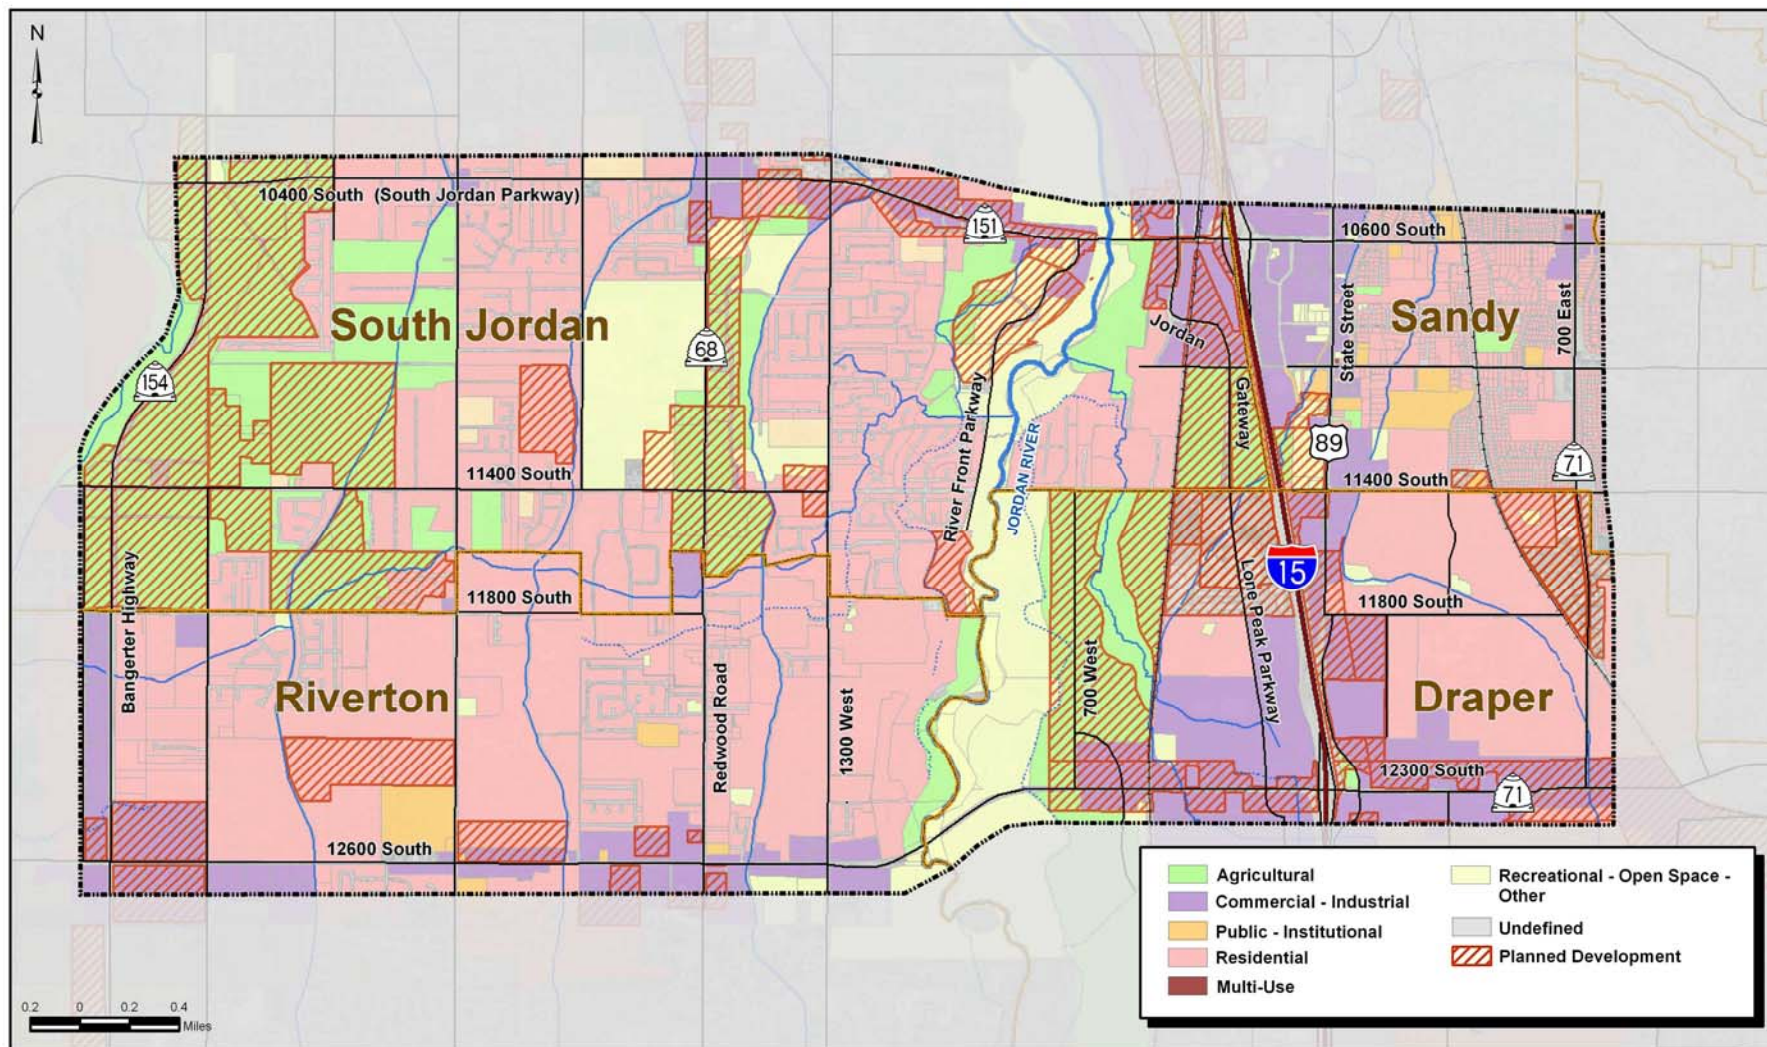 N
10400 South (South Jordan Parkway)
151
10600 South
South Jordan
Sandy
Jordan
State Street
700 East
68
154
Gateway
River Front Parkway
JORDAN RIVER
89
71
11400 South
11400 South
15
Bangerter Highway
11800 South
11800 South
Lone Peak Parkway
700 West
Riverton
Redwood Road
1300 West
Draper
12300 South
71
12600 South
Agricultural
Commercial - Industrial
Public - Institutional
Residential
Multi-Use
Recreational - Open Space -
Other
Undefined
Planned Development
0.2 0 0.2 0.4
Miles